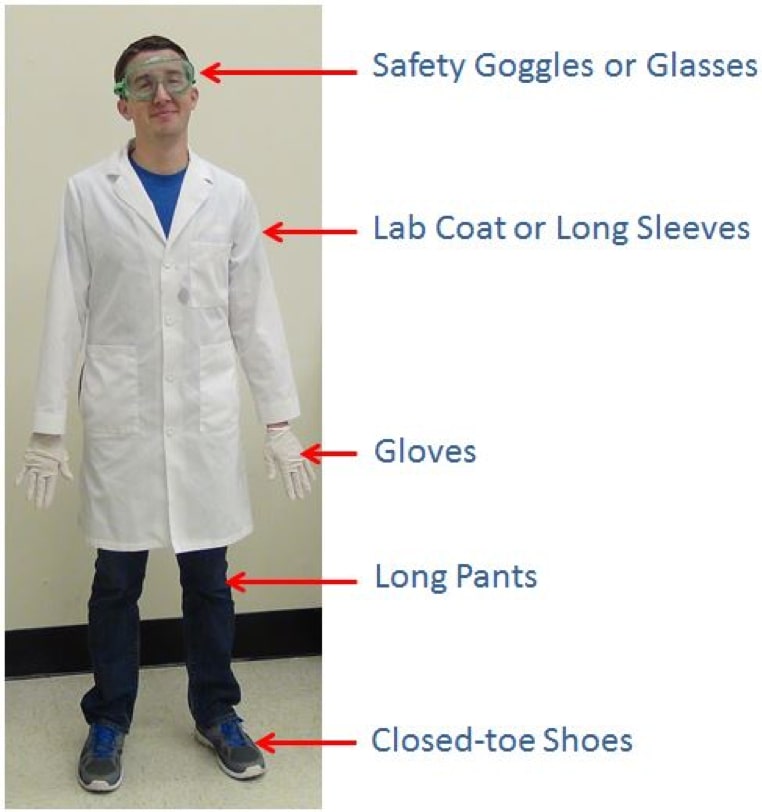 Safety Goggles or Glasses
Lab Coat or Long Sleeves
Gloves
Long Pants
Closed-toe Shoes